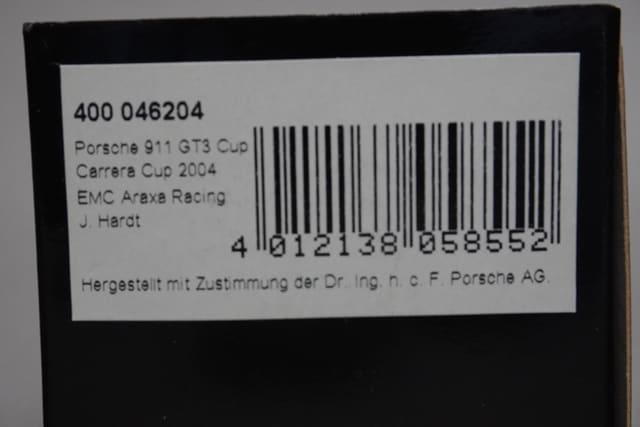 400 046204
Porsche 911 GT3 Cup
Carrera Cup 2004
EMC Araxa Racing
J. Hardt
4 012138 058552
Hergestellt mit Zustimmung der Dr. Ing. h. c. F. Porsche AG.